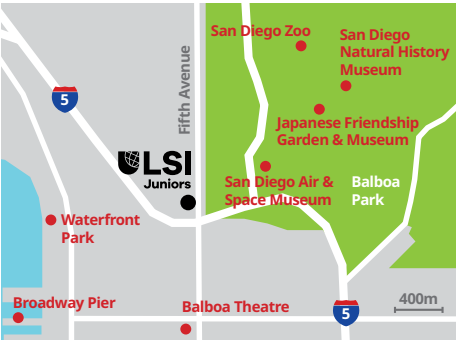 San Diego Zoo
San Diego
Natural History
Museum
Fifth Avenue
5
Japanese Friendship
Garden & Museum
LSI
Juniors
San Diego Air &
Space Museum
Balboa
Park
Waterfront
Park
Broadway Pier
Balboa Theatre
5
400m